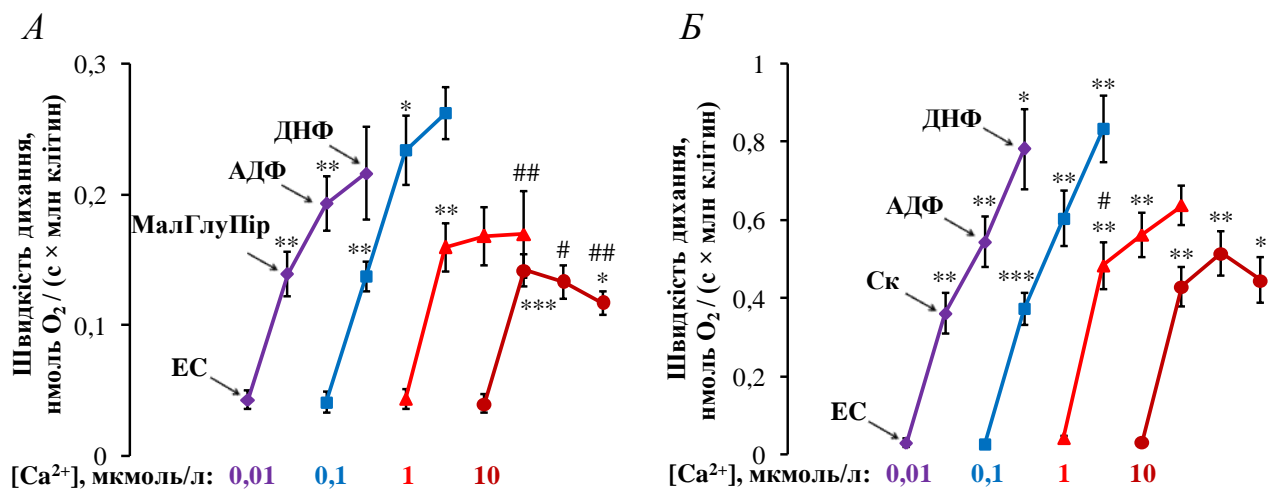 А
Швидкість дихання,
нмоль O₂ / (с × млн клітин)
0,3
0,2
0,1
0
ЕС
МалГлуПір
АДФ
ДНФ
**
**
**
*
**
##
***
#
##
*
[Ca²⁺], мкмоль/л: 0,01 0,1 1 10
Б
Швидкість дихання,
нмоль O₂ / (с × млн клітин)
1
0,8
0,6
0,4
0,2
0
ЕС
Ск
АДФ
ДНФ
**
**
*
***
**
**
#
**
**
**
**
*
0,01 0,1 1 10